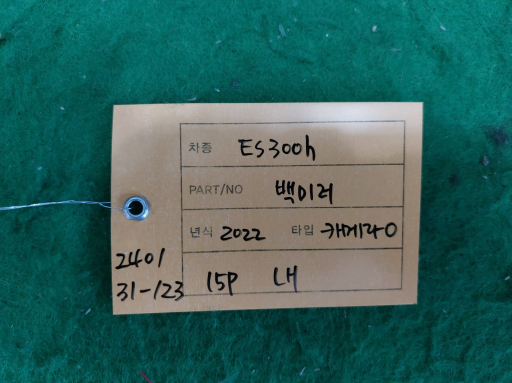 차종 ES300h
PART/NO 백미러
년식 2022 타입 카메라O
2401
31-123 15P 내